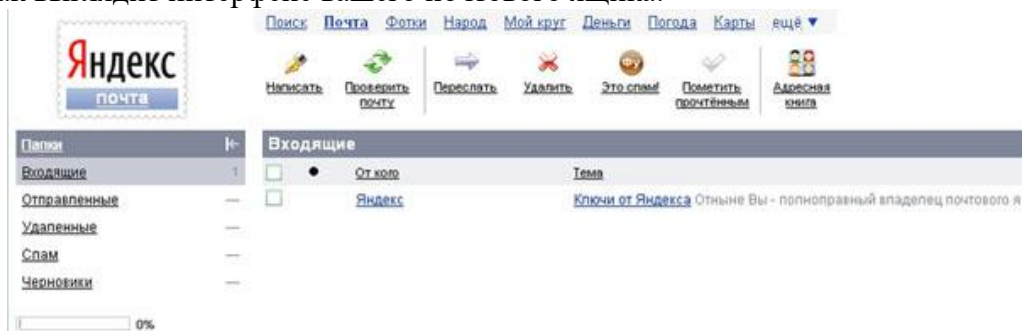 Поиск Почта Фотки Народ Мой круг Деньги Погода Карты ещё ▼
Яндекс
почта
Написать Проверить почту Переслать Удалить Это спам! Пометить прочтённым Адресная книга
Папки
Входящие 1
Отправленные —
Удаленные —
Спам —
Черновики —
0%
Входящие
От кого Тема
Яндекс Ключи от Яндекса Отныне Вы - полноправный владелец почтового я